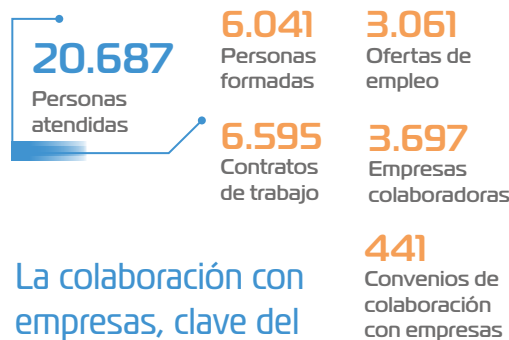 20.687
Personas
atendidas
6.041
Personas
formadas
3.061
Ofertas de
empleo
6.595
Contratos
de trabajo
3.697
Empresas
colaboradoras
441
Convenios de
colaboración
con empresas
La colaboración con
empresas, clave del